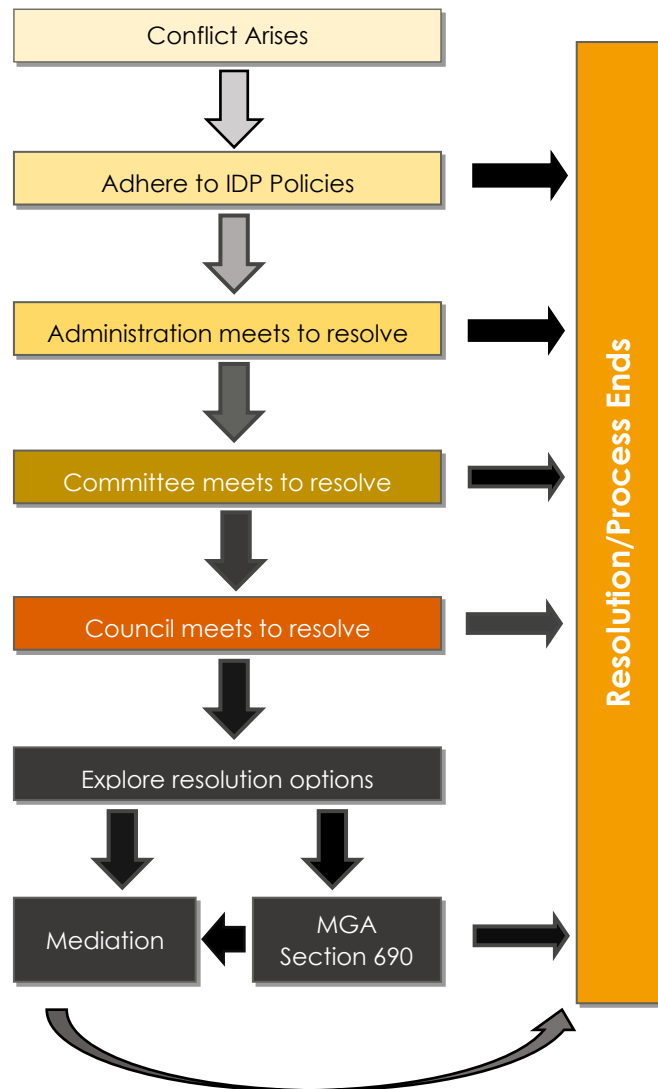 Conflict Arises
Adhere to IDP Policies
Administration meets to resolve
Committee meets to resolve
Council meets to resolve
Explore resolution options
Mediation
MGA
Section 690
Resolution/Process Ends